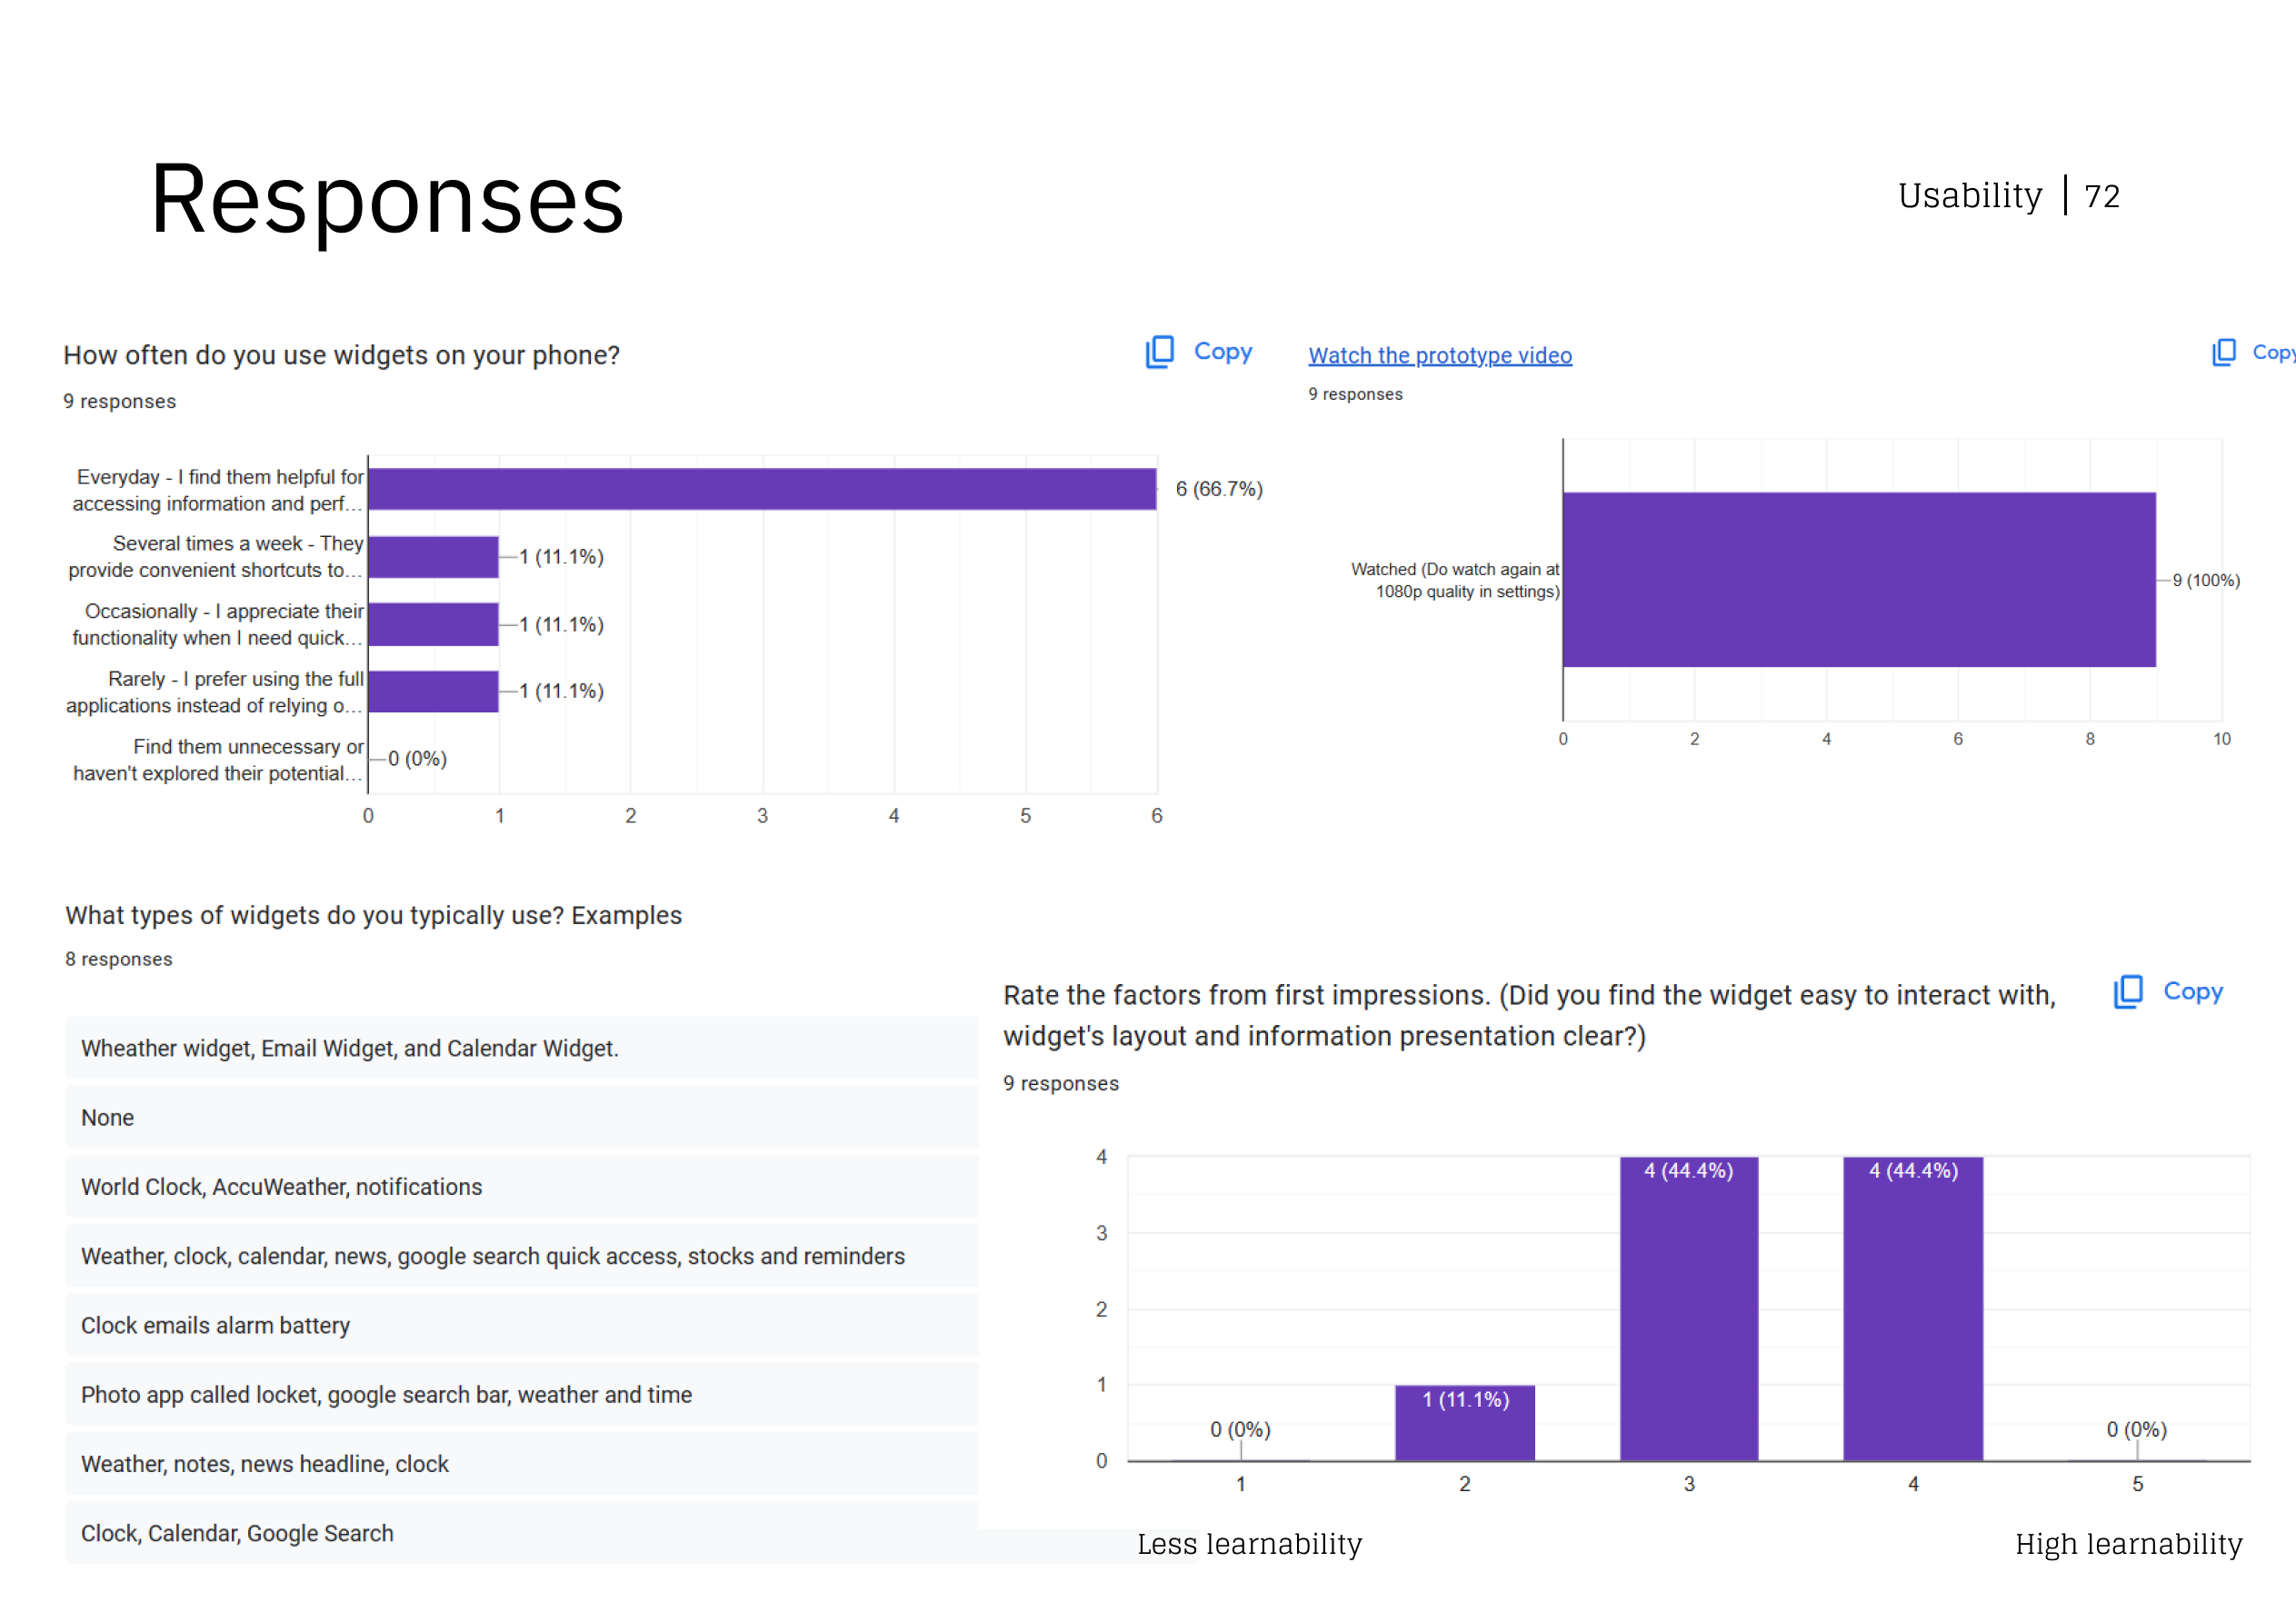 Responses
Usability | 72
How often do you use widgets on your phone?
Copy
9 responses
Everyday - I find them helpful for
accessing information and perf...
6 (66.7%)
Several times a week - They
provide convenient shortcuts to...
1 (11.1%)
Occasionally - I appreciate their
functionality when I need quick...
1 (11.1%)
Rarely - I prefer using the full
applications instead of relying o...
1 (11.1%)
Find them unnecessary or
haven't explored their potential...
0 (0%)
0 1 2 3 4 5 6
Watch the prototype video
Copy
9 responses
Watched (Do watch again at
1080p quality in settings)
9 (100%)
0 2 4 6 8 10
What types of widgets do you typically use? Examples
8 responses
Wheather widget, Email Widget, and Calendar Widget.
None
World Clock, AccuWeather, notifications
Weather, clock, calendar, news, google search quick access, stocks and reminders
Clock emails alarm battery
Photo app called locket, google search bar, weather and time
Weather, notes, news headline, clock
Clock, Calendar, Google Search
Rate the factors from first impressions. (Did you find the widget easy to interact with,
widget's layout and information presentation clear?)
Copy
9 responses
4
3
2
1
0
0 (0%)
1 (11.1%)
4 (44.4%)
4 (44.4%)
0 (0%)
1 2 3 4 5
Less learnability
High learnability